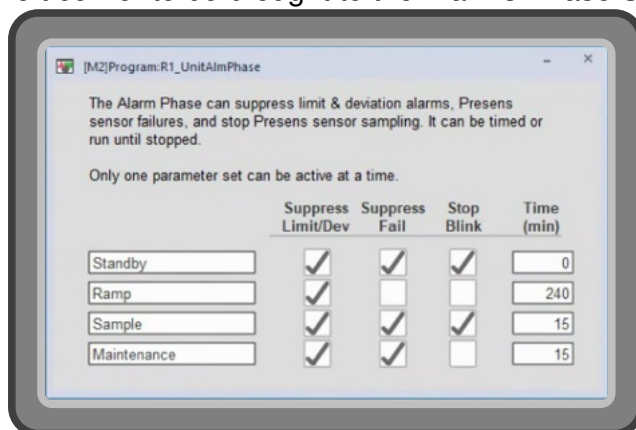 [M2]Program:R1_UnitAlmPhase
The Alarm Phase can suppress limit & deviation alarms, Presens
sensor failures, and stop Presens sensor sampling. It can be timed or
run until stopped.
Only one parameter set can be active at a time.
Suppress Suppress Stop Time
Limit/Dev Fail Blink (min)
Standby 0
Ramp 240
Sample 15
Maintenance 15